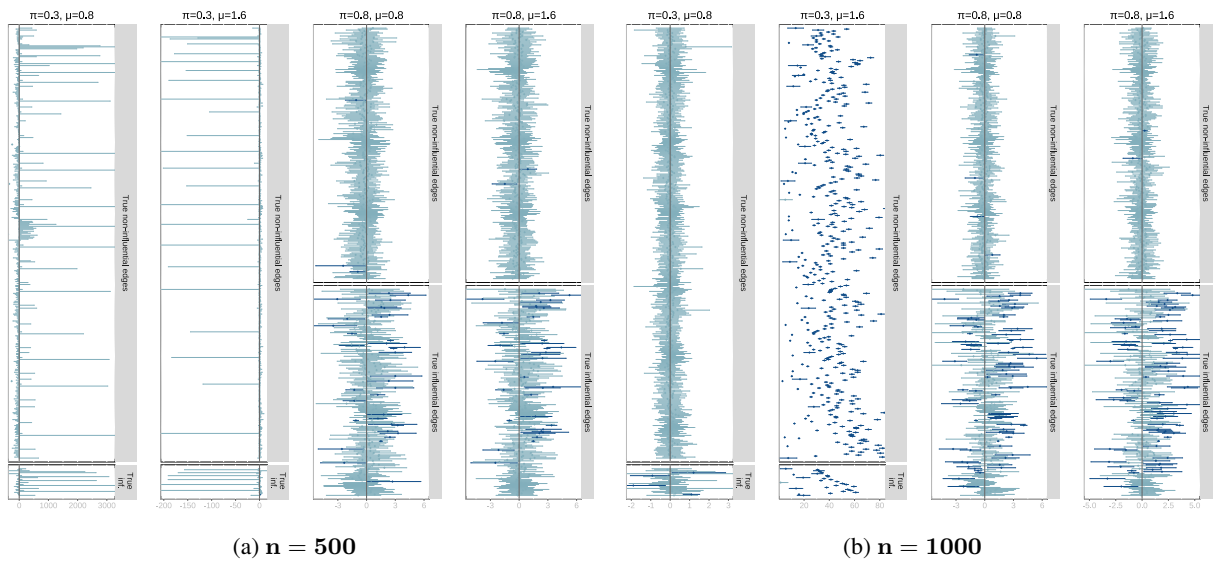 π=0.3, μ=0.8 π=0.3, μ=1.6 π=0.8, μ=0.8 π=0.8, μ=1.6 π=0.3, μ=0.8 π=0.3, μ=1.6 π=0.8, μ=0.8 π=0.8, μ=1.6
True non−influential edges
True inf.
True non−influential edges
True inf.
True non−influential edges
True influential edges
True non−influential edges
True influential edges
True non−influential edges
True inf.
True non−influential edges
True inf.
True non−influential edges
True influential edges
True non−influential edges
True influential edges
0 1000 2000 3000 -200 -150 -100 -50 0 -3 0 3 6 -3 0 3 6 -2 -1 0 1 2 3 20 40 60 80 -3 0 3 6 -5.0 -2.5 0.0 2.5 5.0
(a) n = 500 (b) n = 1000